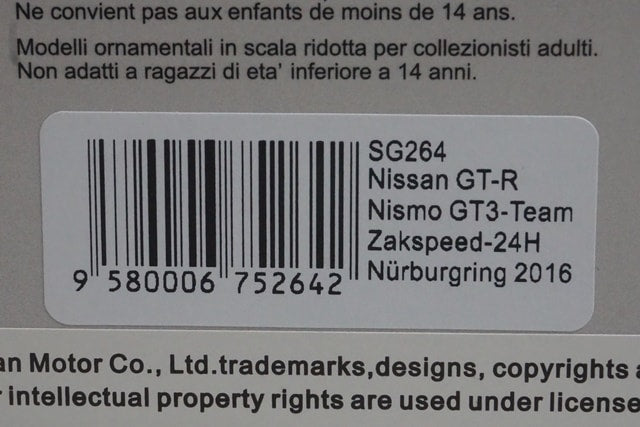 Ne convient pas aux enfants de moins de 14 ans.
Modelli ornamentali in scala ridotta per collezionisti adulti.
Non adatti a ragazzi di eta' inferiore a 14 anni.
SG264
Nissan GT-R
Nismo GT3-Team
Zakspeed-24H
Nürburgring 2016
9 580006 752642
an Motor Co., Ltd.trademarks,designs, copyrights a
r intellectual property rights are used under license